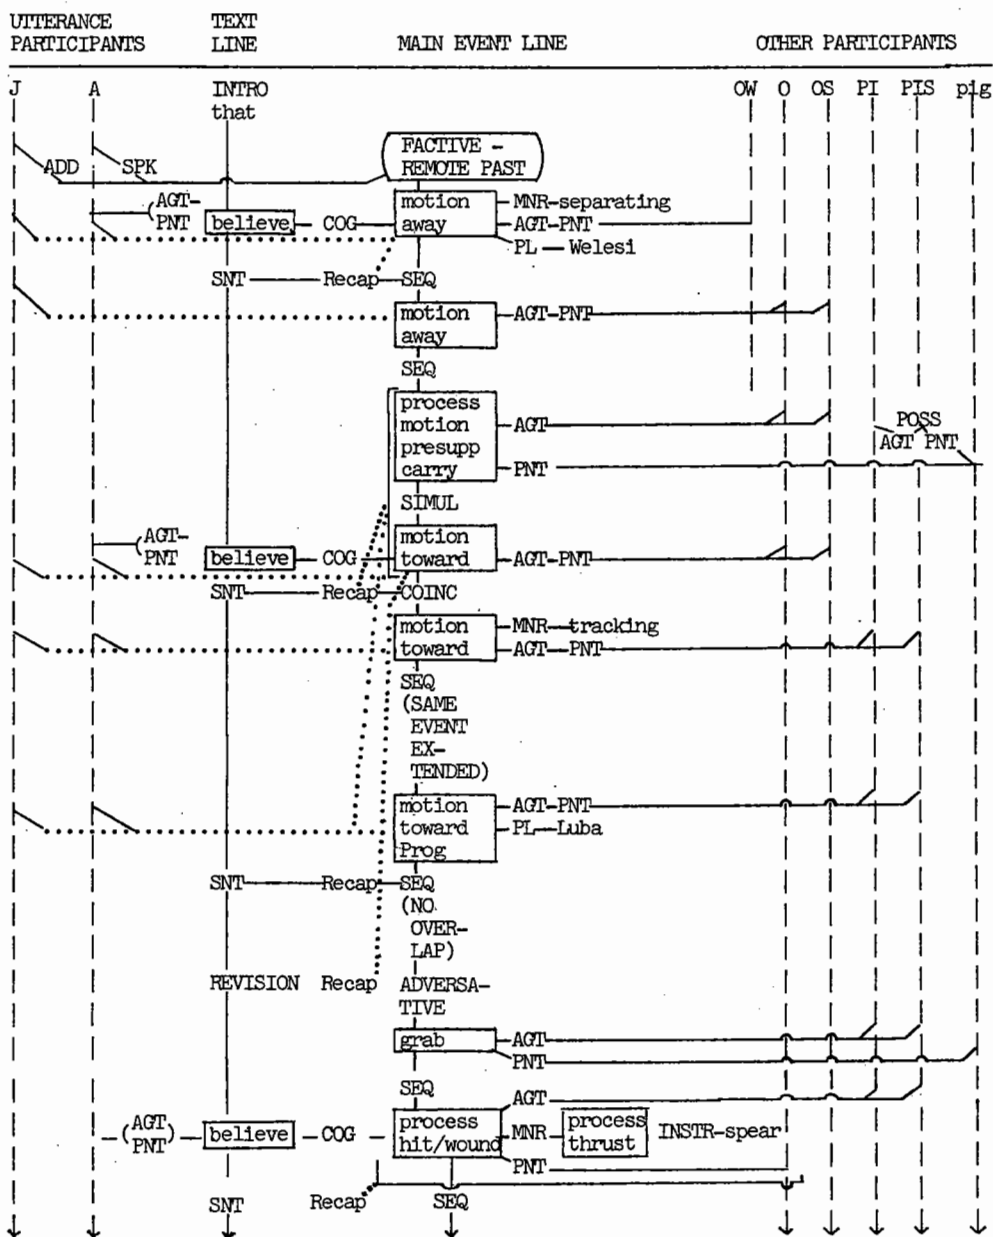 UTTERANCE TEXT
PARTICIPANTS LINE MAIN EVENT LINE OTHER PARTICIPANTS
J A INTRO OW O OS PI PIS pig
that
FACTIVE -
ADD SPK REMOTE PAST
(AGT- motion MNR-separating
PNT believe COG away AGT-PNT
PL — Welesi
SNT Recap SEQ
motion AGT-PNT
away
SEQ
process
motion AGT POSS
presupp AGT PNT
carry PNT
SIMUL
(AGT- motion
PNT believe COG toward AGT-PNT
SNT Recap COINC
motion MNR—tracking
toward AGT—PNT
SEQ
(SAME
EVENT
EX-
TENDED)
motion AGT-PNT
toward PL—Luba
Prog
SNT Recap SEQ
(NO
OVER-
LAP)
REVISION Recap ADVERSA-
TIVE
grab AGT
PNT
SEQ AGT
(AGT process process
PNT) believe COG hit/wound MNR thrust INSTR-spear
PNT
SNT Recap SEQ